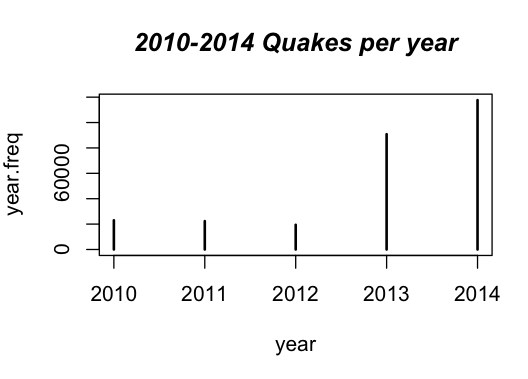 2010-2014 Quakes per year
year.freq
60000
0
2010 2011 2012 2013 2014
year